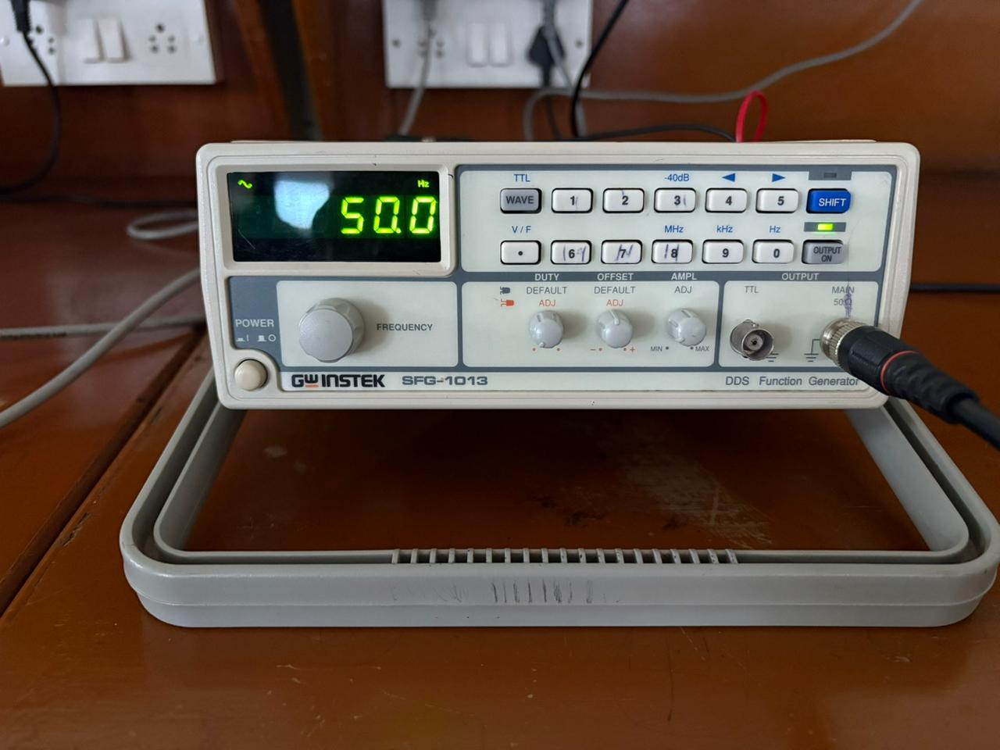 Hz
50.0
TTL -40dB ◄ ►
WAVE 1 2 3 4 5 SHIFT
V / F MHz kHz Hz
• 6 7 8 9 0 OUTPUT ON
DUTY OFFSET AMPL OUTPUT
DEFAULT DEFAULT ADJ TTL MAIN
ADJ ADJ 50Ω
POWER
I O
FREQUENCY
− + MIN MAX
GWINSTEK SFG-1013 DDS Function Generator